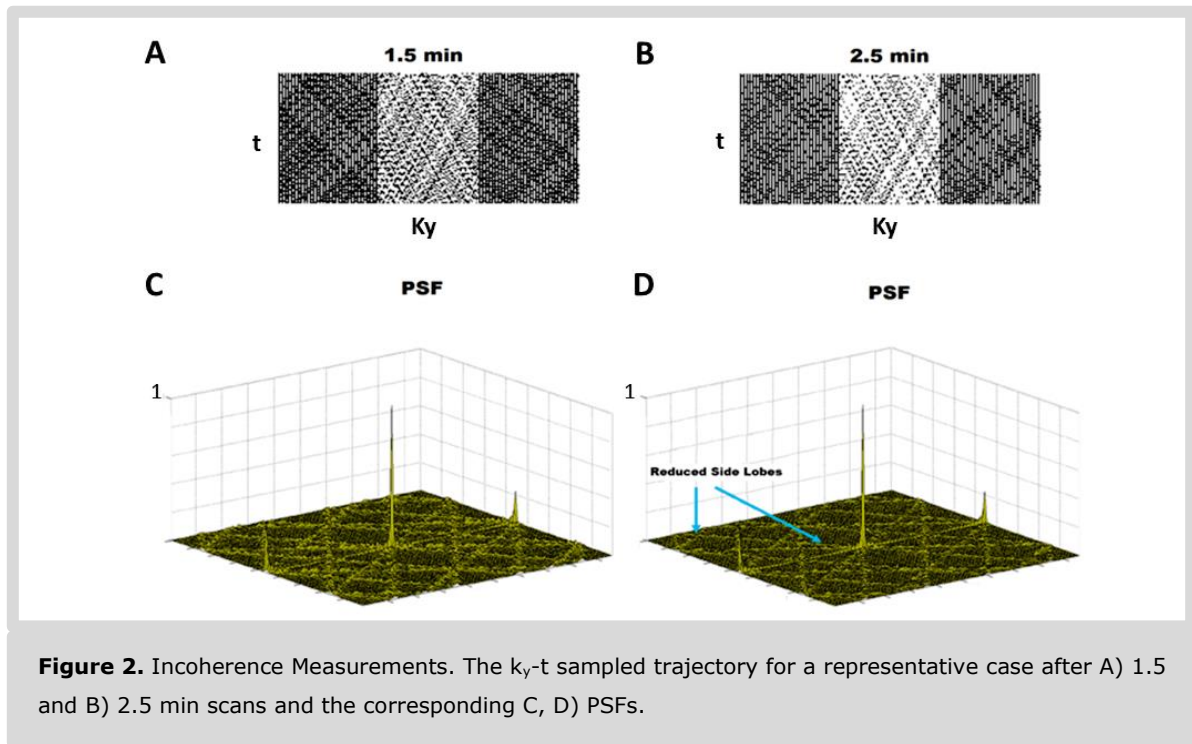 A
1.5 min
t
Ky
B
2.5 min
t
Ky
C
PSF
1
D
PSF
1
Reduced Side Lobes
Figure 2. Incoherence Measurements. The ky-t sampled trajectory for a representative case after A) 1.5
and B) 2.5 min scans and the corresponding C, D) PSFs.